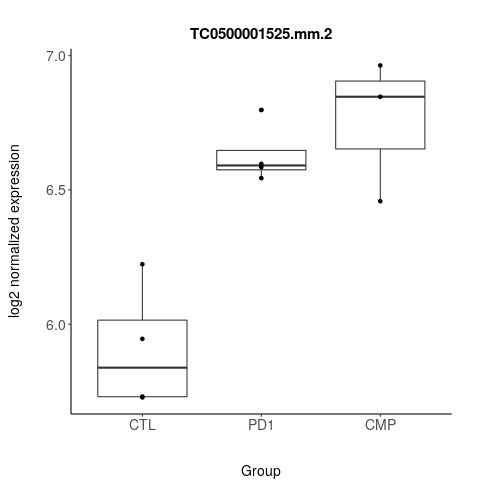 TC0500001525.mm.2
log2 normalized expression
7.0
6.5
6.0
CTL PD1 CMP
Group